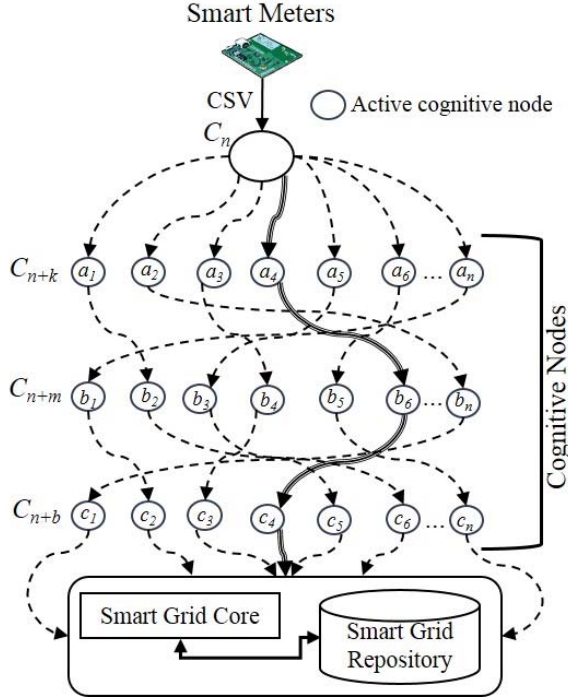 Smart Meters
CSV
Active cognitive node
Cn
Cn+k a1 a2 a3 a4 a5 a6 ... an
Cn+m b1 b2 b3 b4 b5 b6 ... bn
Cn+b c1 c2 c3 c4 c5 c6 ... cn
Cognitive Nodes
Smart Grid Core
Smart Grid
Repository